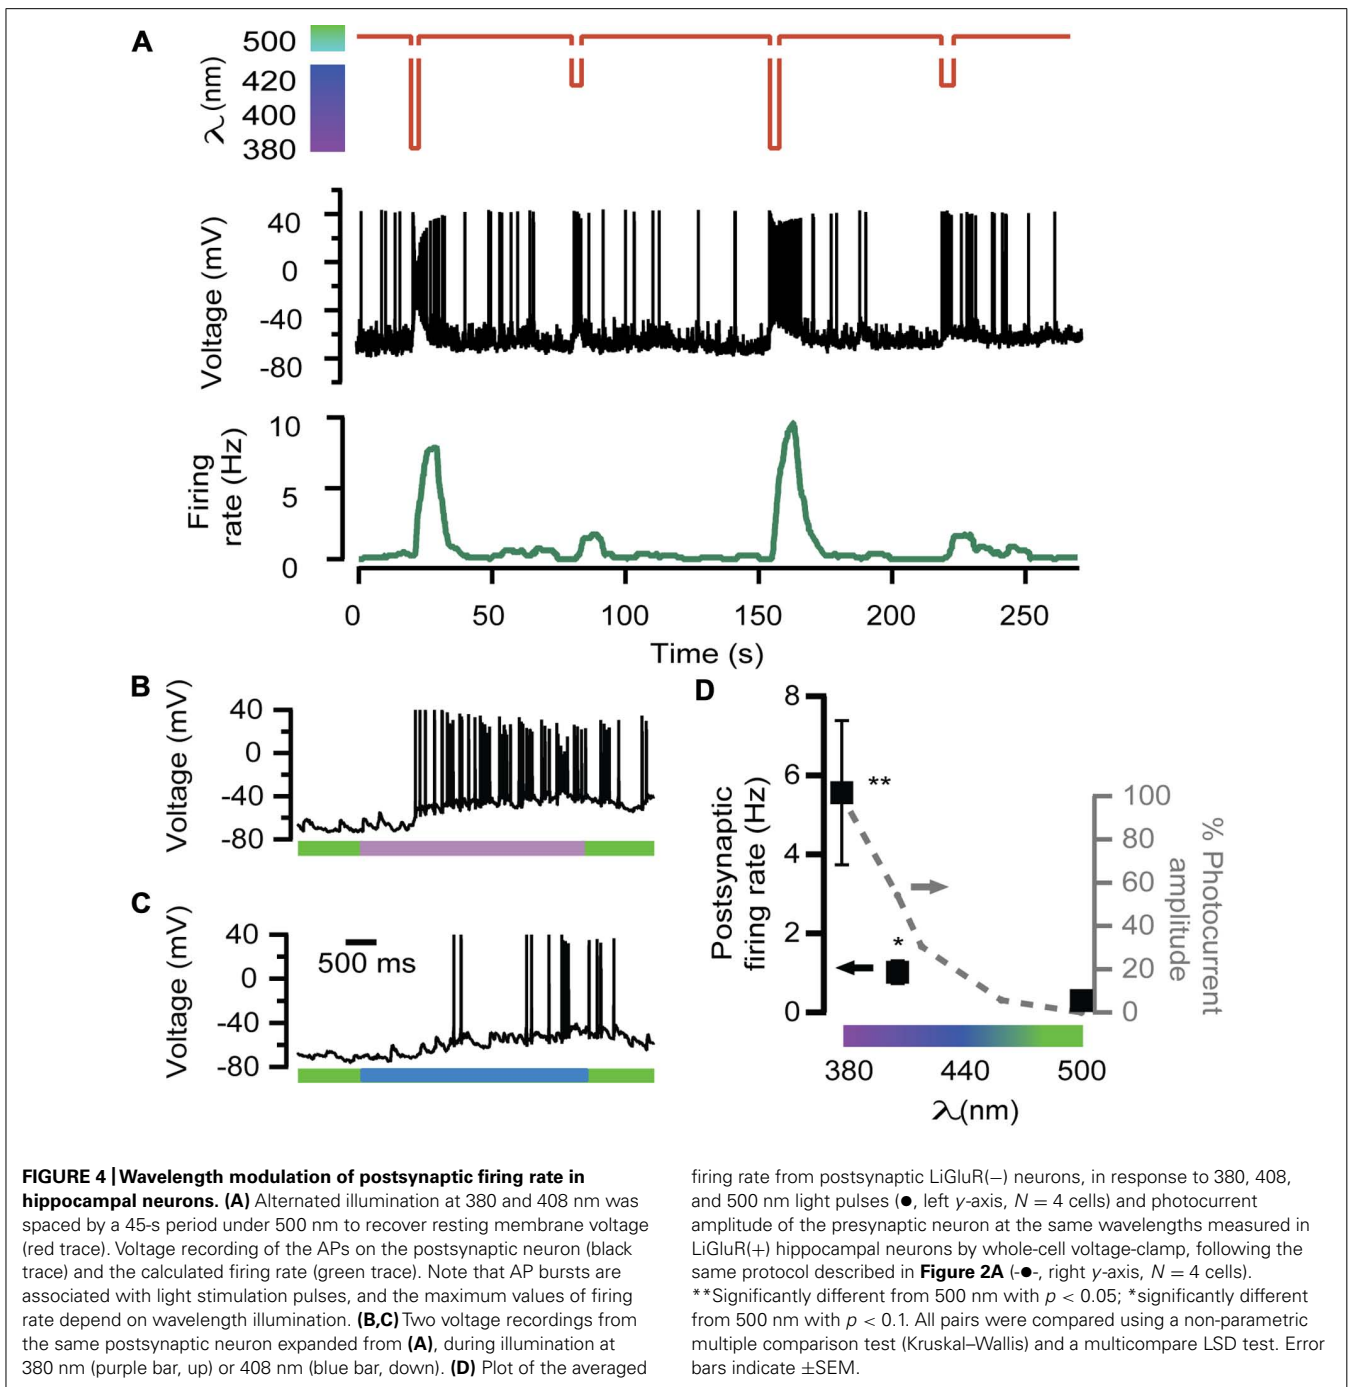 A
500
420
400
380
λ(nm)
40
0
-40
-80
Voltage (mV)
10
5
0
Firing
rate (Hz)
0 50 100 150 200 250
Time (s)
B
Voltage (mV)
40
0
-40
-80
C
Voltage (mV)
40
0
-40
-80
500 ms
D
Postsynaptic
firing rate (Hz)
8
6
4
2
0
**
*
100
80
60
40
20
0
% Photocurrent
amplitude
380 440 500
λ(nm)
FIGURE 4 | Wavelength modulation of postsynaptic firing rate in
hippocampal neurons. (A) Alternated illumination at 380 and 408 nm was
spaced by a 45-s period under 500 nm to recover resting membrane voltage
(red trace). Voltage recording of the APs on the postsynaptic neuron (black
trace) and the calculated firing rate (green trace). Note that AP bursts are
associated with light stimulation pulses, and the maximum values of firing
rate depend on wavelength illumination. (B,C) Two voltage recordings from
the same postsynaptic neuron expanded from (A), during illumination at
380 nm (purple bar, up) or 408 nm (blue bar, down). (D) Plot of the averaged
firing rate from postsynaptic LiGluR(−) neurons, in response to 380, 408,
and 500 nm light pulses (●, left y-axis, N = 4 cells) and photocurrent
amplitude of the presynaptic neuron at the same wavelengths measured in
LiGluR(+) hippocampal neurons by whole-cell voltage-clamp, following the
same protocol described in Figure 2A (-●-, right y-axis, N = 4 cells).
**Significantly different from 500 nm with p < 0.05; *significantly different
from 500 nm with p < 0.1. All pairs were compared using a non-parametric
multiple comparison test (Kruskal–Wallis) and a multicompare LSD test. Error
bars indicate ±SEM.